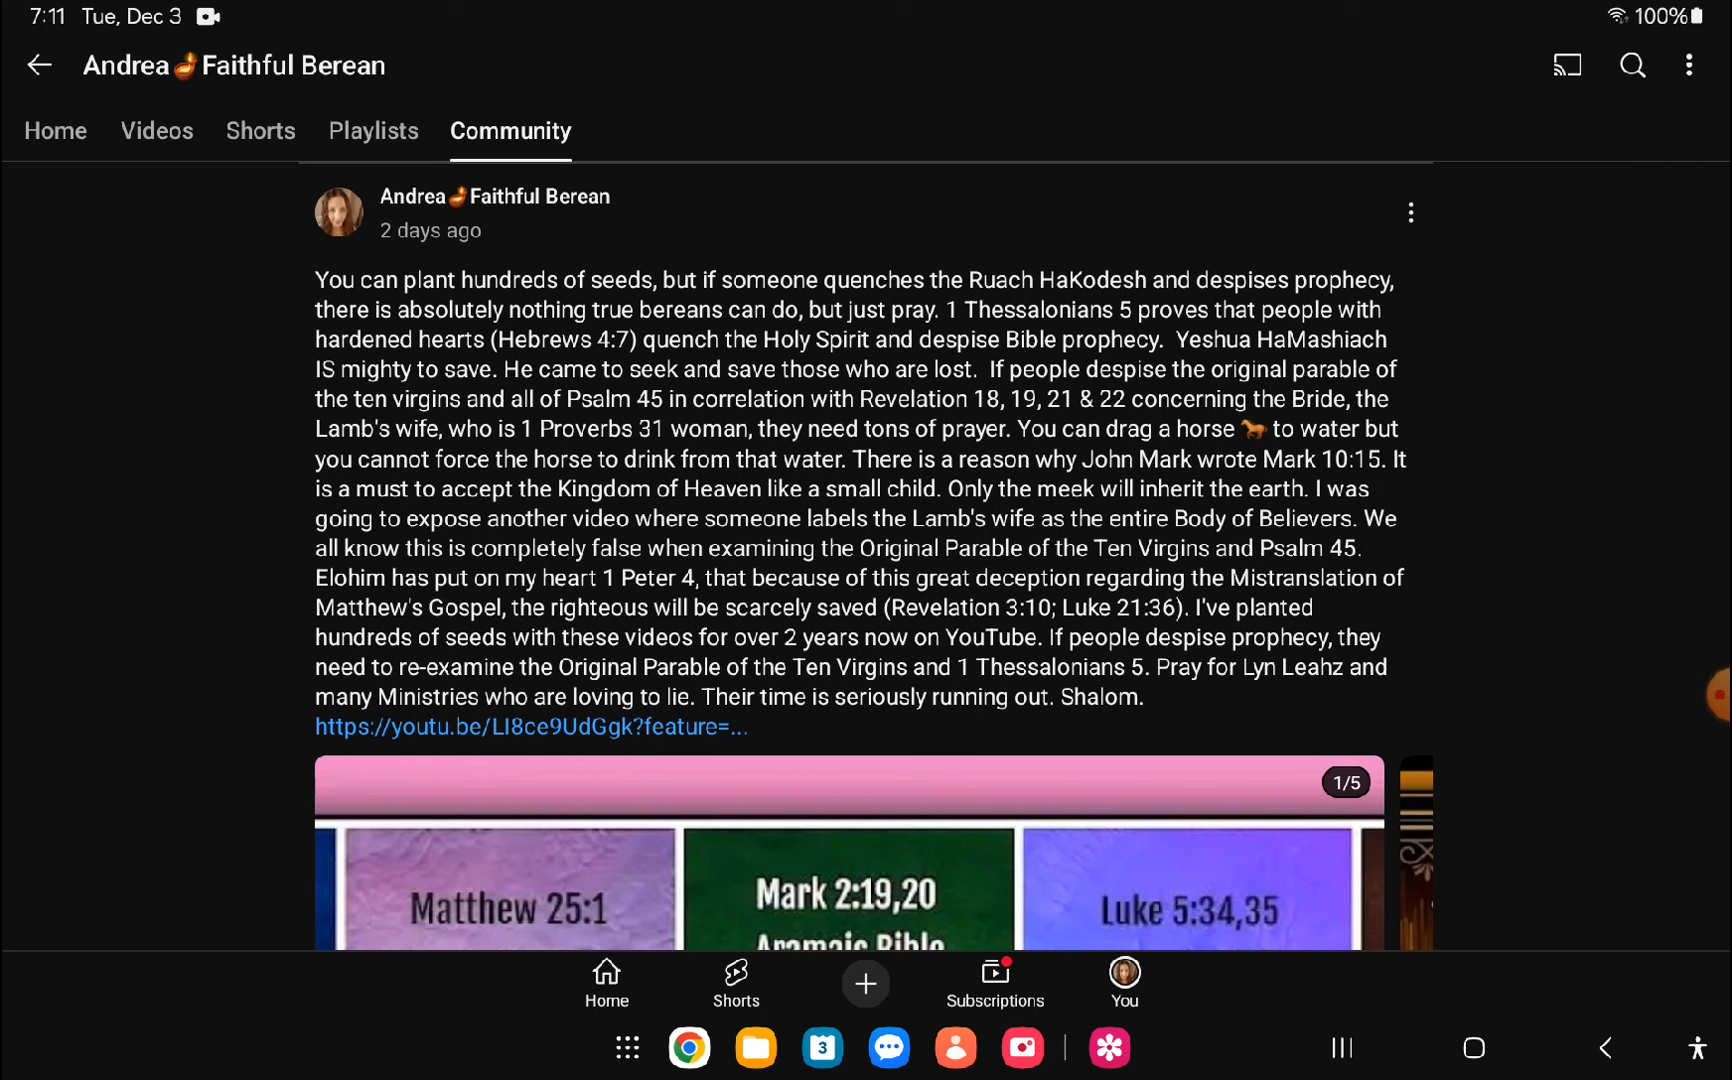 7:11 Tue, Dec 3 100%
Andrea🪔Faithful Berean
Home Videos Shorts Playlists Community
Andrea🪔Faithful Berean
2 days ago
You can plant hundreds of seeds, but if someone quenches the Ruach HaKodesh and despises prophecy,
there is absolutely nothing true bereans can do, but just pray. 1 Thessalonians 5 proves that people with
hardened hearts (Hebrews 4:7) quench the Holy Spirit and despise Bible prophecy. Yeshua HaMashiach
IS mighty to save. He came to seek and save those who are lost. If people despise the original parable of
the ten virgins and all of Psalm 45 in correlation with Revelation 18, 19, 21 & 22 concerning the Bride, the
Lamb's wife, who is 1 Proverbs 31 woman, they need tons of prayer. You can drag a horse 🐎 to water but
you cannot force the horse to drink from that water. There is a reason why John Mark wrote Mark 10:15. It
is a must to accept the Kingdom of Heaven like a small child. Only the meek will inherit the earth. I was
going to expose another video where someone labels the Lamb's wife as the entire Body of Believers. We
all know this is completely false when examining the Original Parable of the Ten Virgins and Psalm 45.
Elohim has put on my heart 1 Peter 4, that because of this great deception regarding the Mistranslation of
Matthew's Gospel, the righteous will be scarcely saved (Revelation 3:10; Luke 21:36). I've planted
hundreds of seeds with these videos for over 2 years now on YouTube. If people despise prophecy, they
need to re-examine the Original Parable of the Ten Virgins and 1 Thessalonians 5. Pray for Lyn Leahz and
many Ministries who are loving to lie. Their time is seriously running out. Shalom.
https://youtu.be/LI8ce9UdGgk?feature=...
1/5
Matthew 25:1
Mark 2:19,20
Aramaic Bible
Luke 5:34,35
Home Shorts Subscriptions You
3